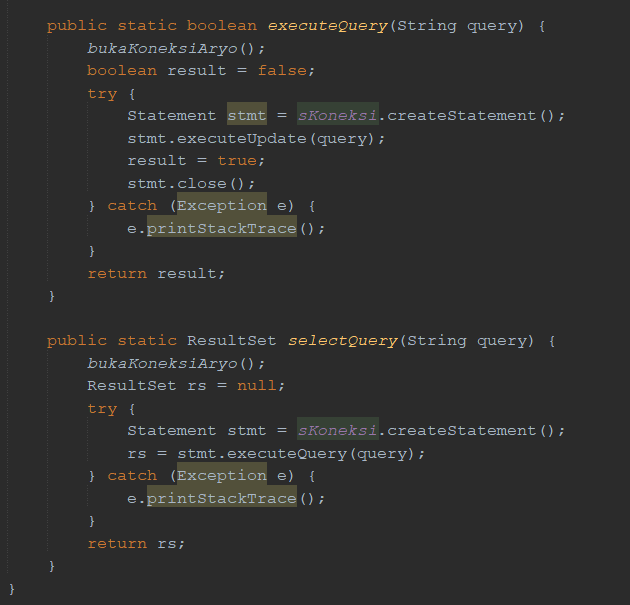 public static boolean executeQuery(String query) {
bukaKoneksiAryo();
boolean result = false;
try {
Statement stmt = sKoneksi.createStatement();
stmt.executeUpdate(query);
result = true;
stmt.close();
} catch (Exception e) {
e.printStackTrace();
}
return result;
}
public static ResultSet selectQuery(String query) {
bukaKoneksiAryo();
ResultSet rs = null;
try {
Statement stmt = sKoneksi.createStatement();
rs = stmt.executeQuery(query);
} catch (Exception e) {
e.printStackTrace();
}
return rs;
}
}